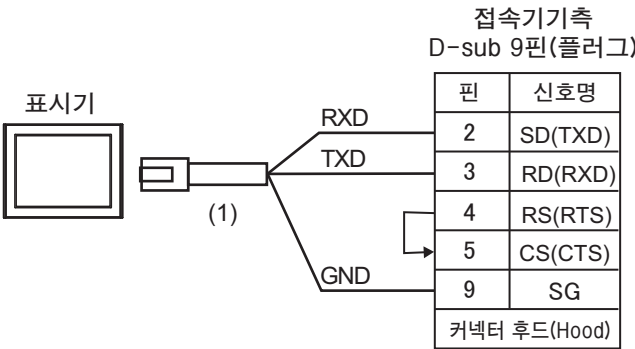 접속기기측
D-sub 9핀(플러그)
표시기
핀 신호명
RXD 2 SD(TXD)
TXD 3 RD(RXD)
(1) 4 RS(RTS)
5 CS(CTS)
GND 9 SG
커넥터 후드(Hood)